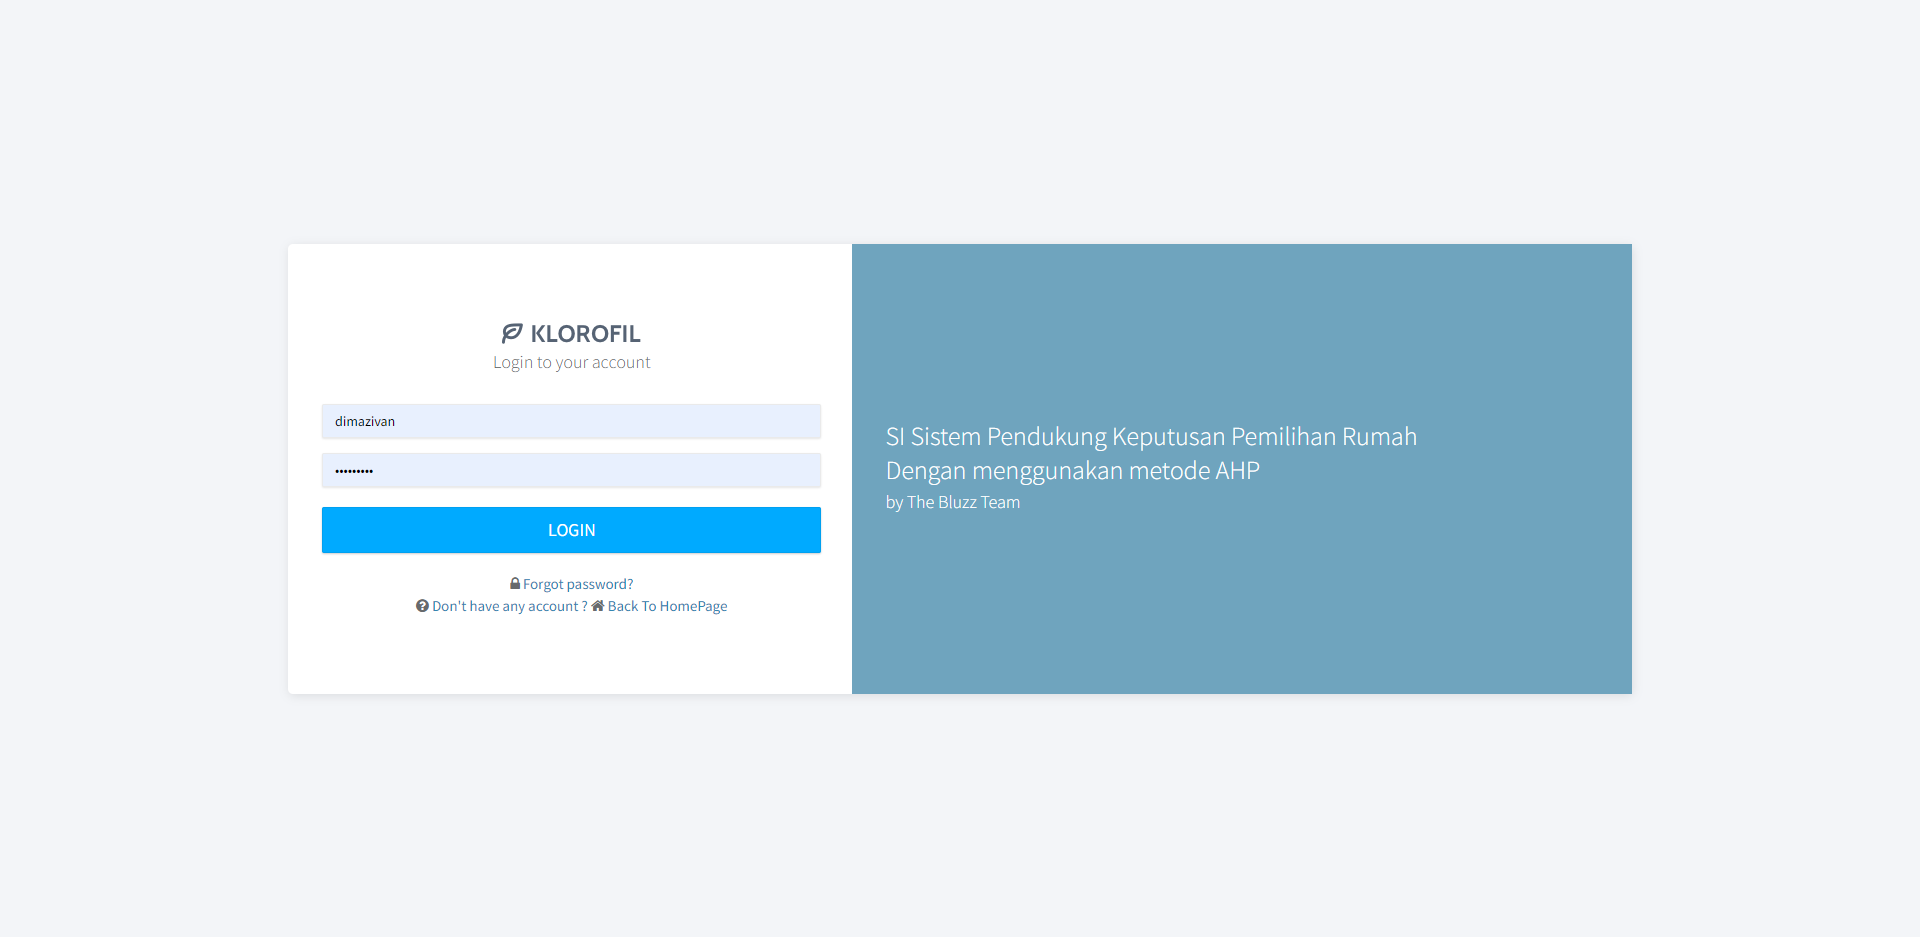 KLOROFIL
Login to your account
dimazivan
•••••••••
LOGIN
Forgot password?
Don't have any account ? Back To HomePage
SI Sistem Pendukung Keputusan Pemilihan Rumah
Dengan menggunakan metode AHP
by The Bluzz Team